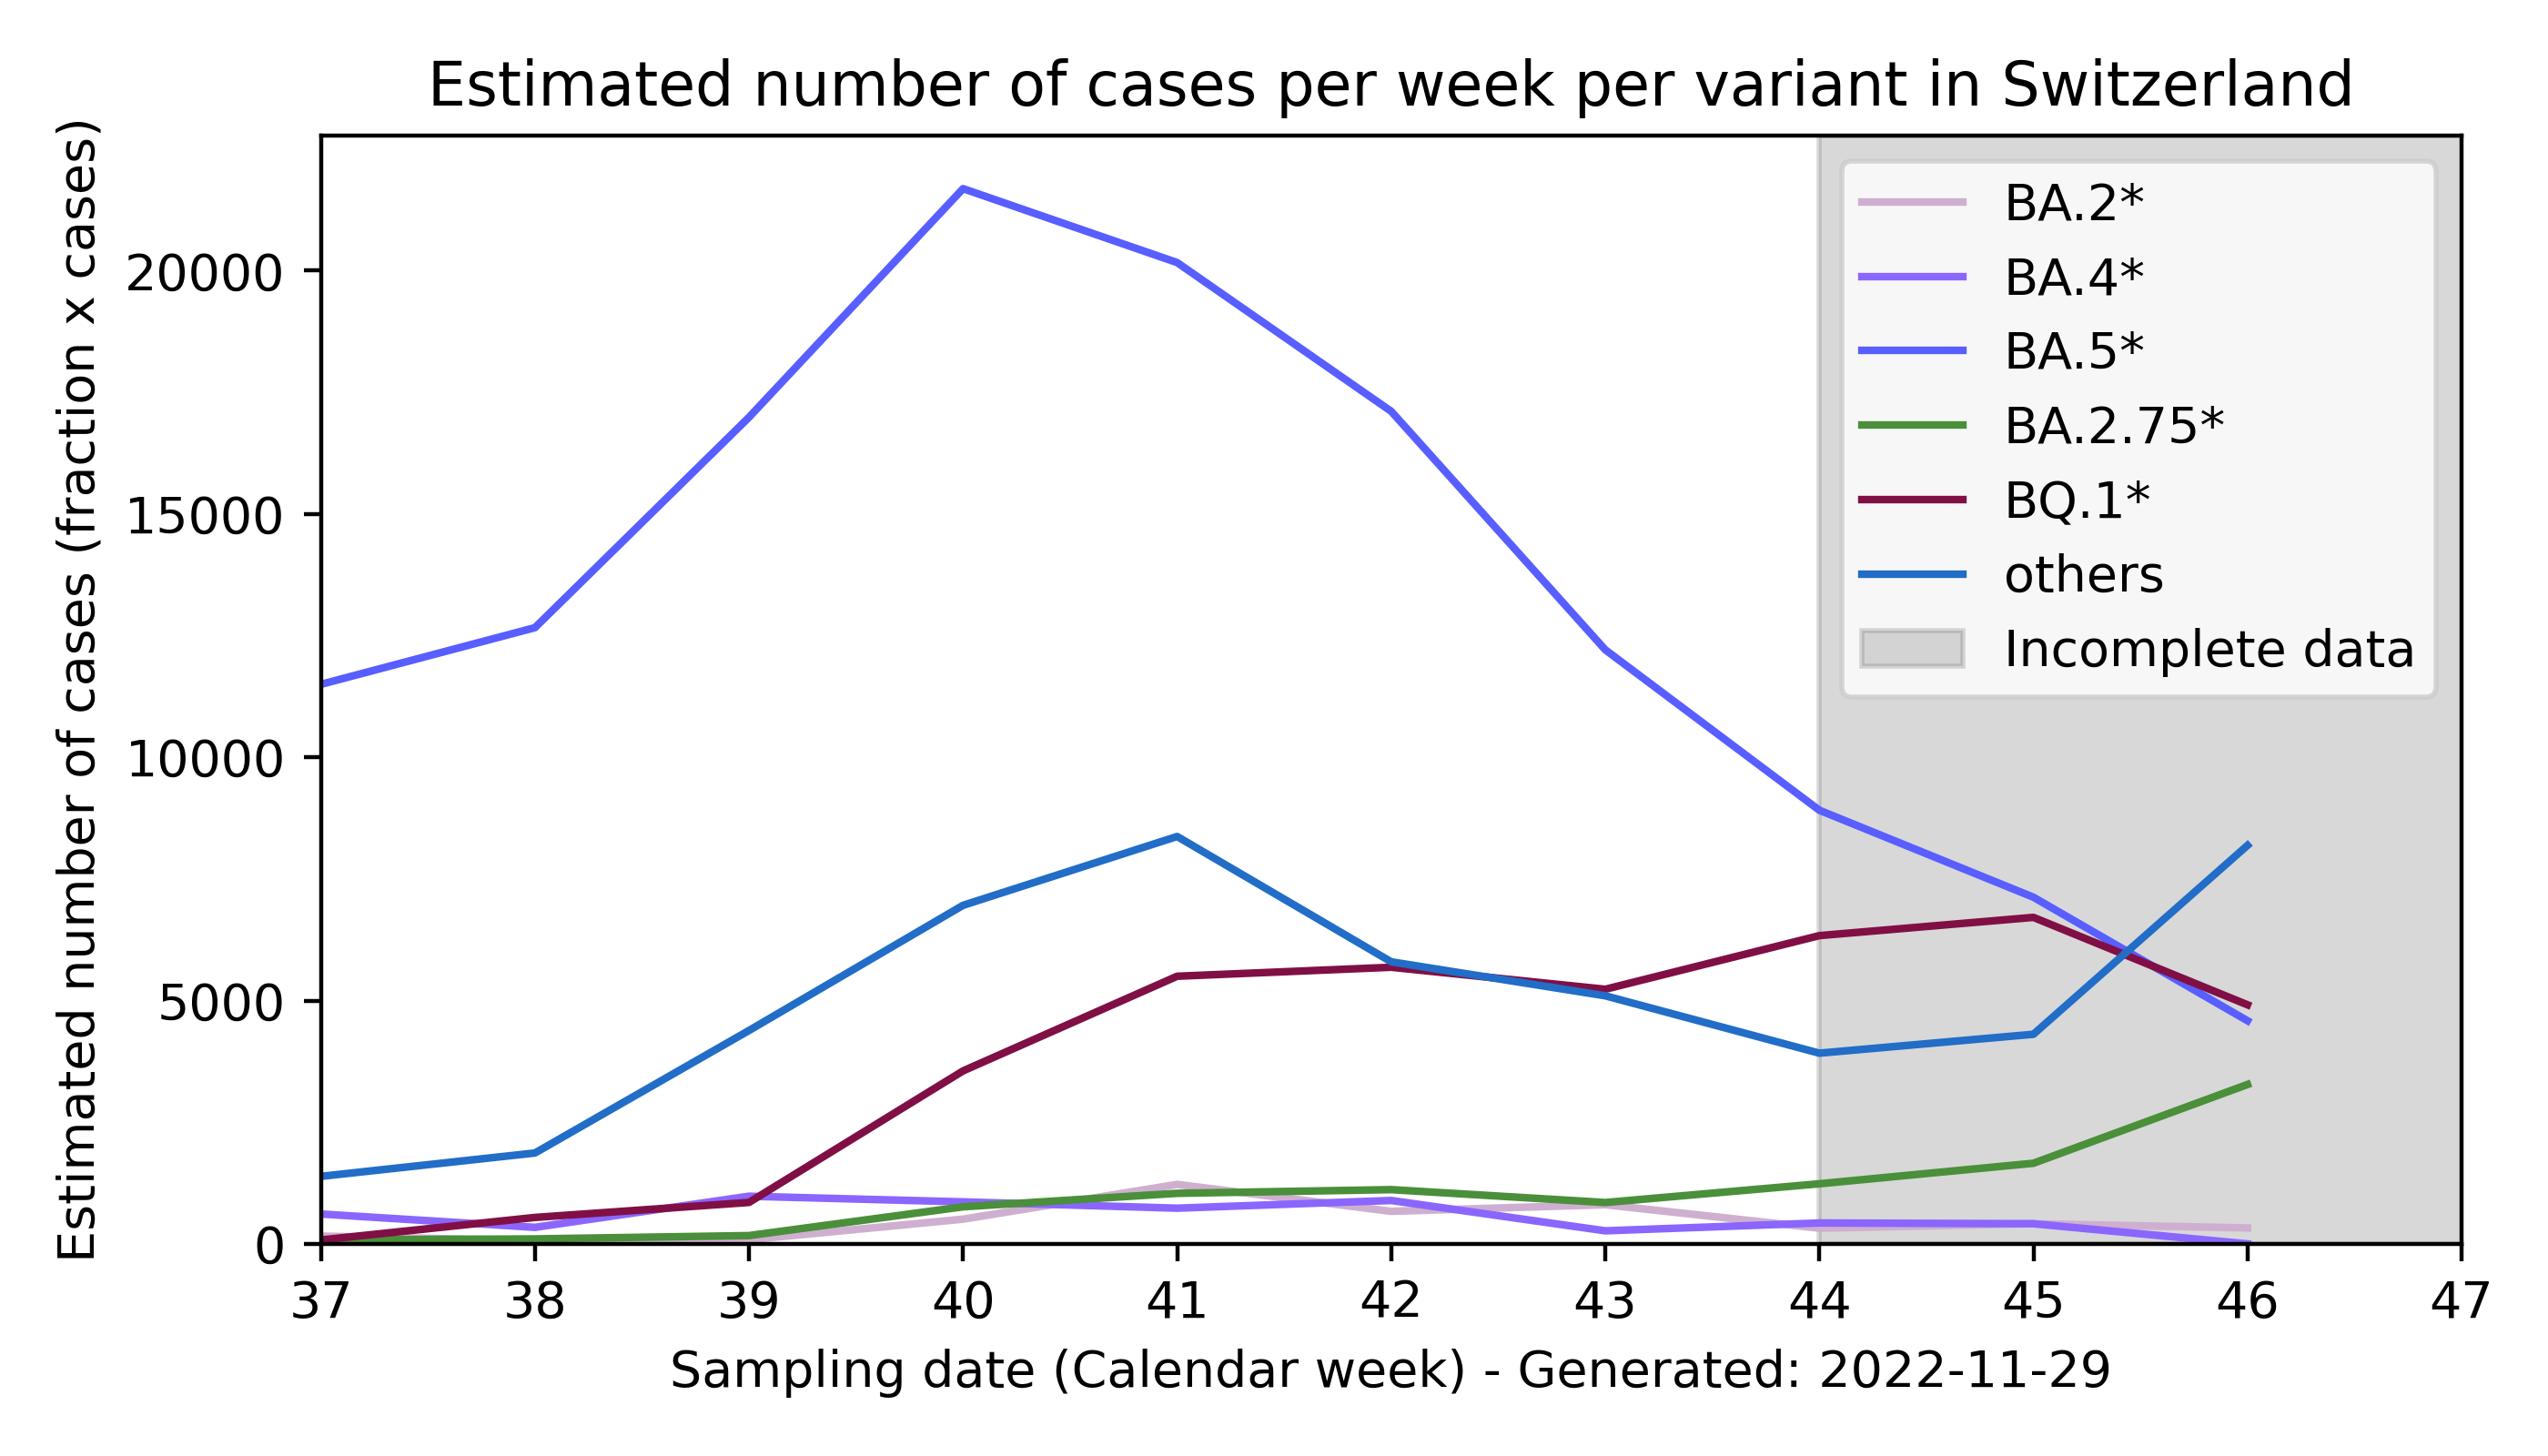 Estimated number of cases per week per variant in Switzerland
Estimated number of cases (fraction x cases)
20000
15000
10000
5000
0
BA.2*
BA.4*
BA.5*
BA.2.75*
BQ.1*
others
Incomplete data
37 38 39 40 41 42 43 44 45 46 47
Sampling date (Calendar week) - Generated: 2022-11-29